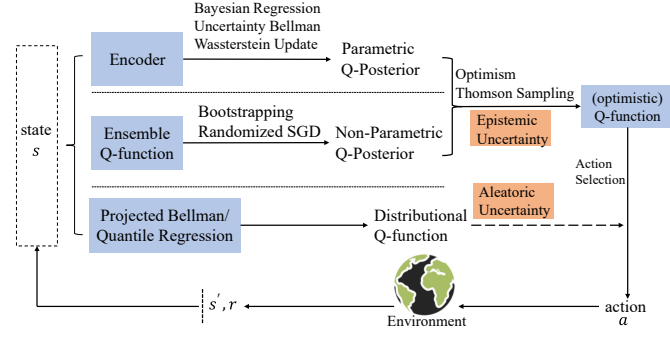 Bayesian Regression
Uncertainty Bellman
Wassterstein Update
Encoder
Parametric
Q-Posterior
Optimism
Thomson Sampling
(optimistic)
Q-function
state
s
Ensemble
Q-function
Bootstrapping
Randomized SGD
Non-Parametric
Q-Posterior
Epistemic
Uncertainty
Action
Selection
Projected Bellman/
Quantile Regression
Distributional
Q-function
Aleatoric
Uncertainty
s′, r
Environment
action
a